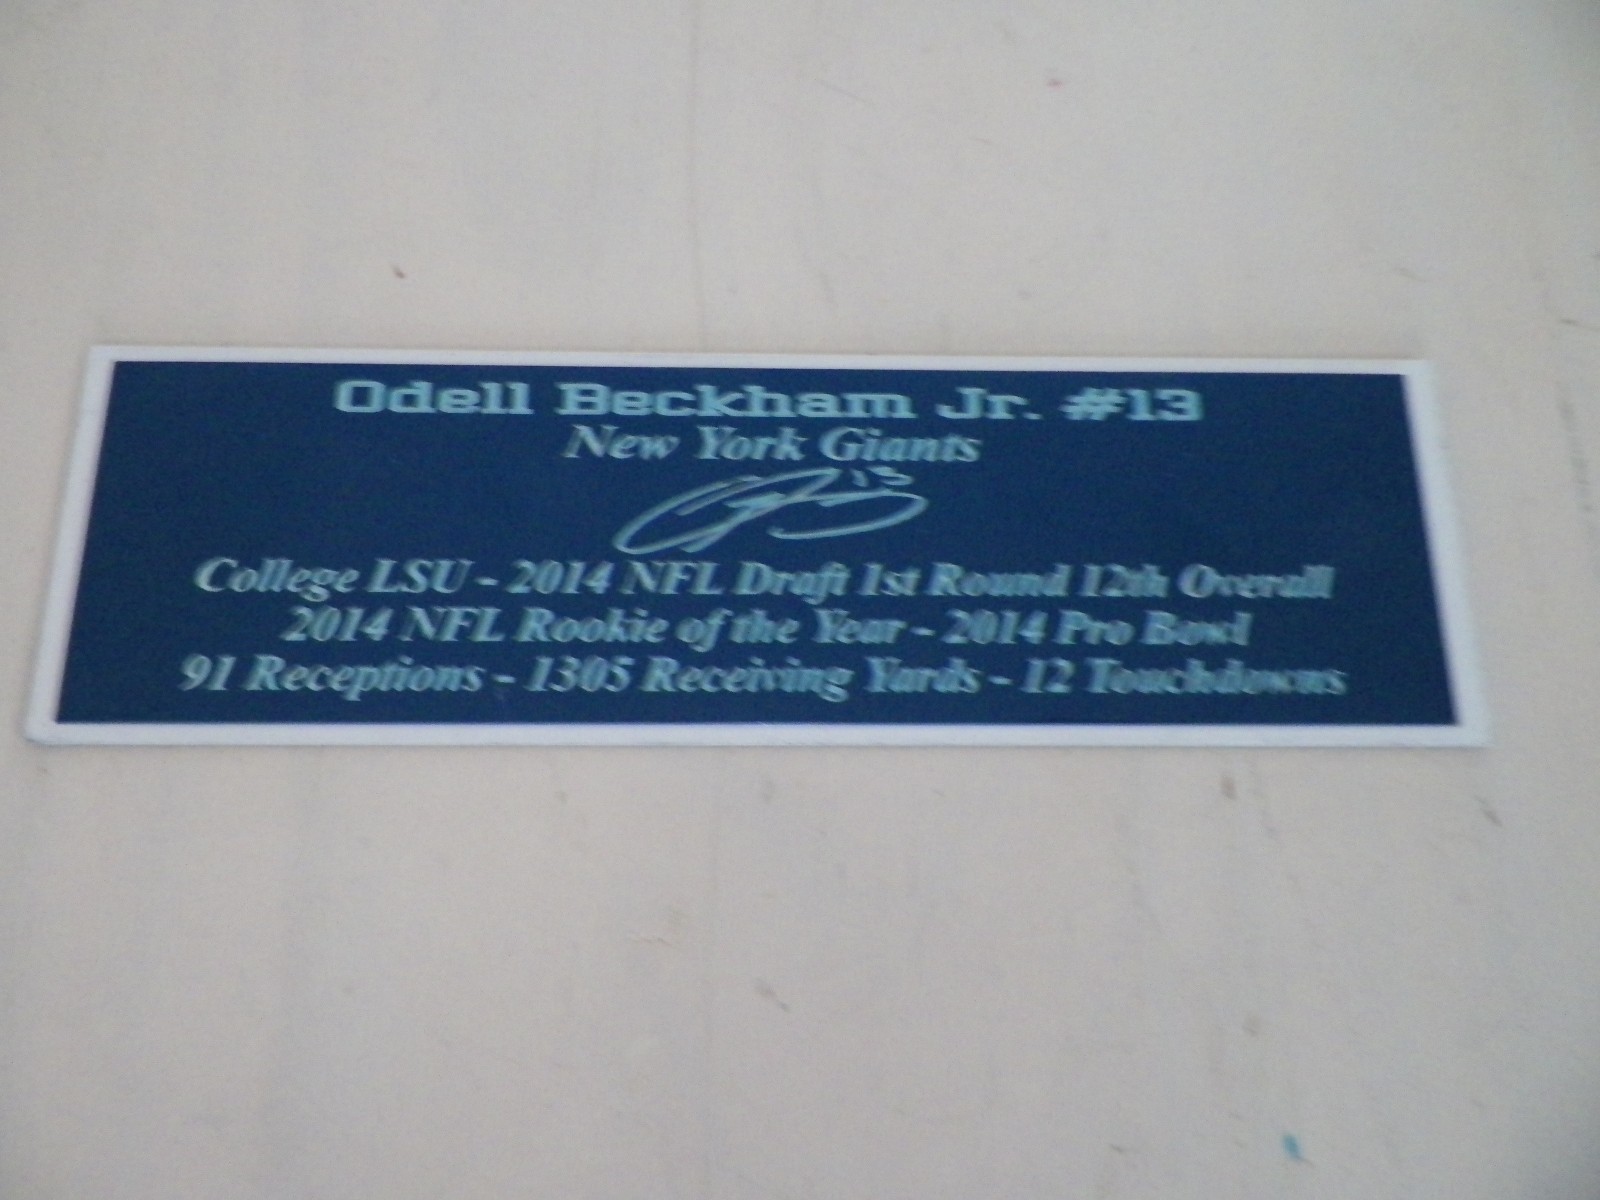 Odell Beckham Jr. #13
New York Giants
13
College LSU - 2014 NFL Draft 1st Round 12th Overall
2014 NFL Rookie of the Year - 2014 Pro Bowl
91 Receptions - 1305 Receiving Yards - 12 Touchdowns